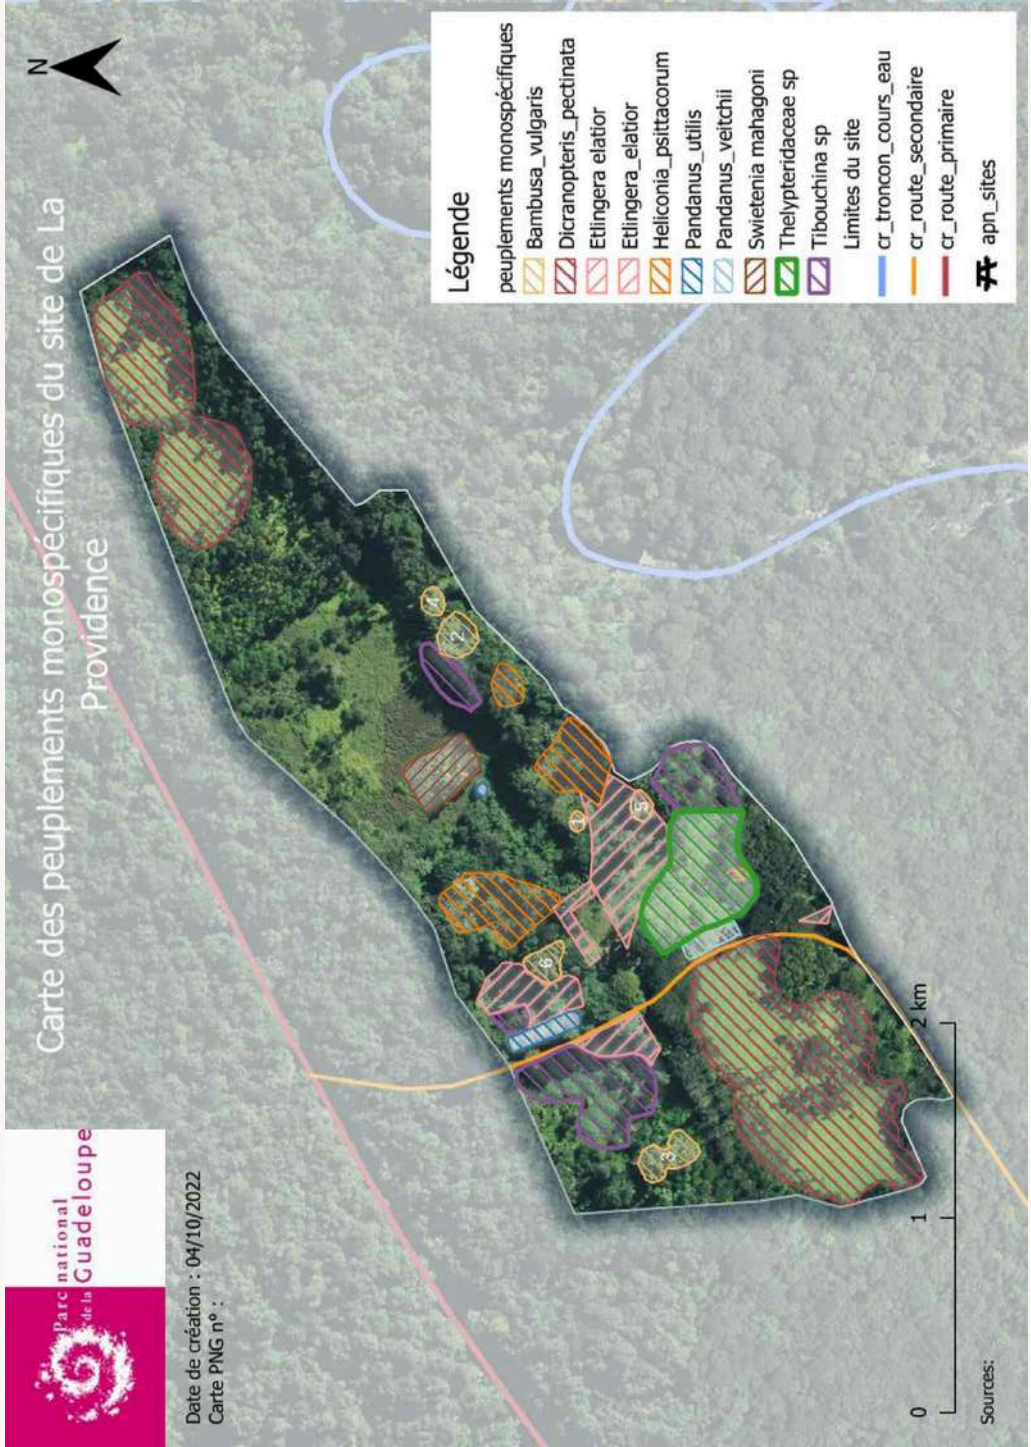 Carte des peuplements monospécifiques du site de La
Providence
N
Parc national
de la Guadeloupe
Date de création : 04/10/2022
Carte PNG n° :
Légende
peuplements monospécifiques
Bambusa_vulgaris
Dicranopteris_pectinata
Etlingera elatior
Etlingera_elatior
Heliconia_psittacorum
Pandanus_utilis
Pandanus_veitchii
Swietenia mahagoni
Thelypteridaceae sp
Tibouchina sp
Limites du site
cr_troncon_cours_eau
cr_route_secondaire
cr_route_primaire
apn_sites
4
2
1
5
6
3
0 1 2 km
Sources: